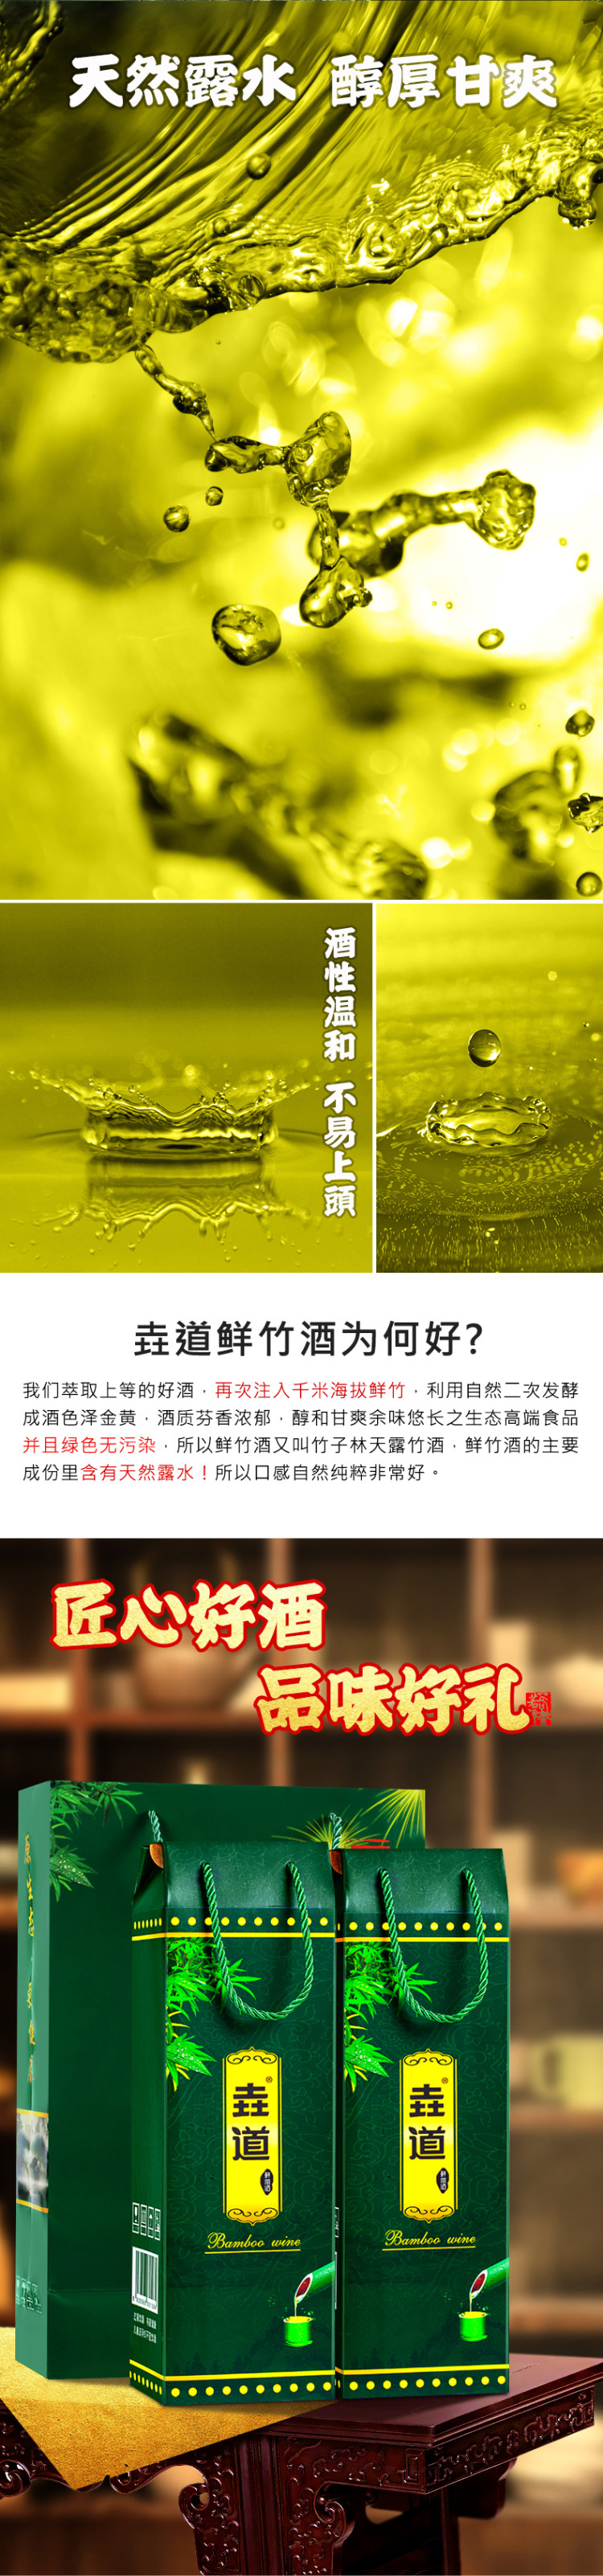 天然露水 醇厚甘爽
酒性温和 不易上頭
垚道鲜竹酒为何好?
我们萃取上等的好酒，再次注入千米海拔鲜竹，利用自然二次发酵
成酒色泽金黄，酒质芬香浓郁，醇和甘爽余味悠长之生态高端食品
并且绿色无污染，所以鲜竹酒又叫竹子林天露竹酒，鲜竹酒的主要
成份里含有天然露水！所以口感自然纯粹非常好。
匠心好酒
品味好礼
垚道®
鲜竹酒
Bamboo wine
垚道®
鲜竹酒
Bamboo wine